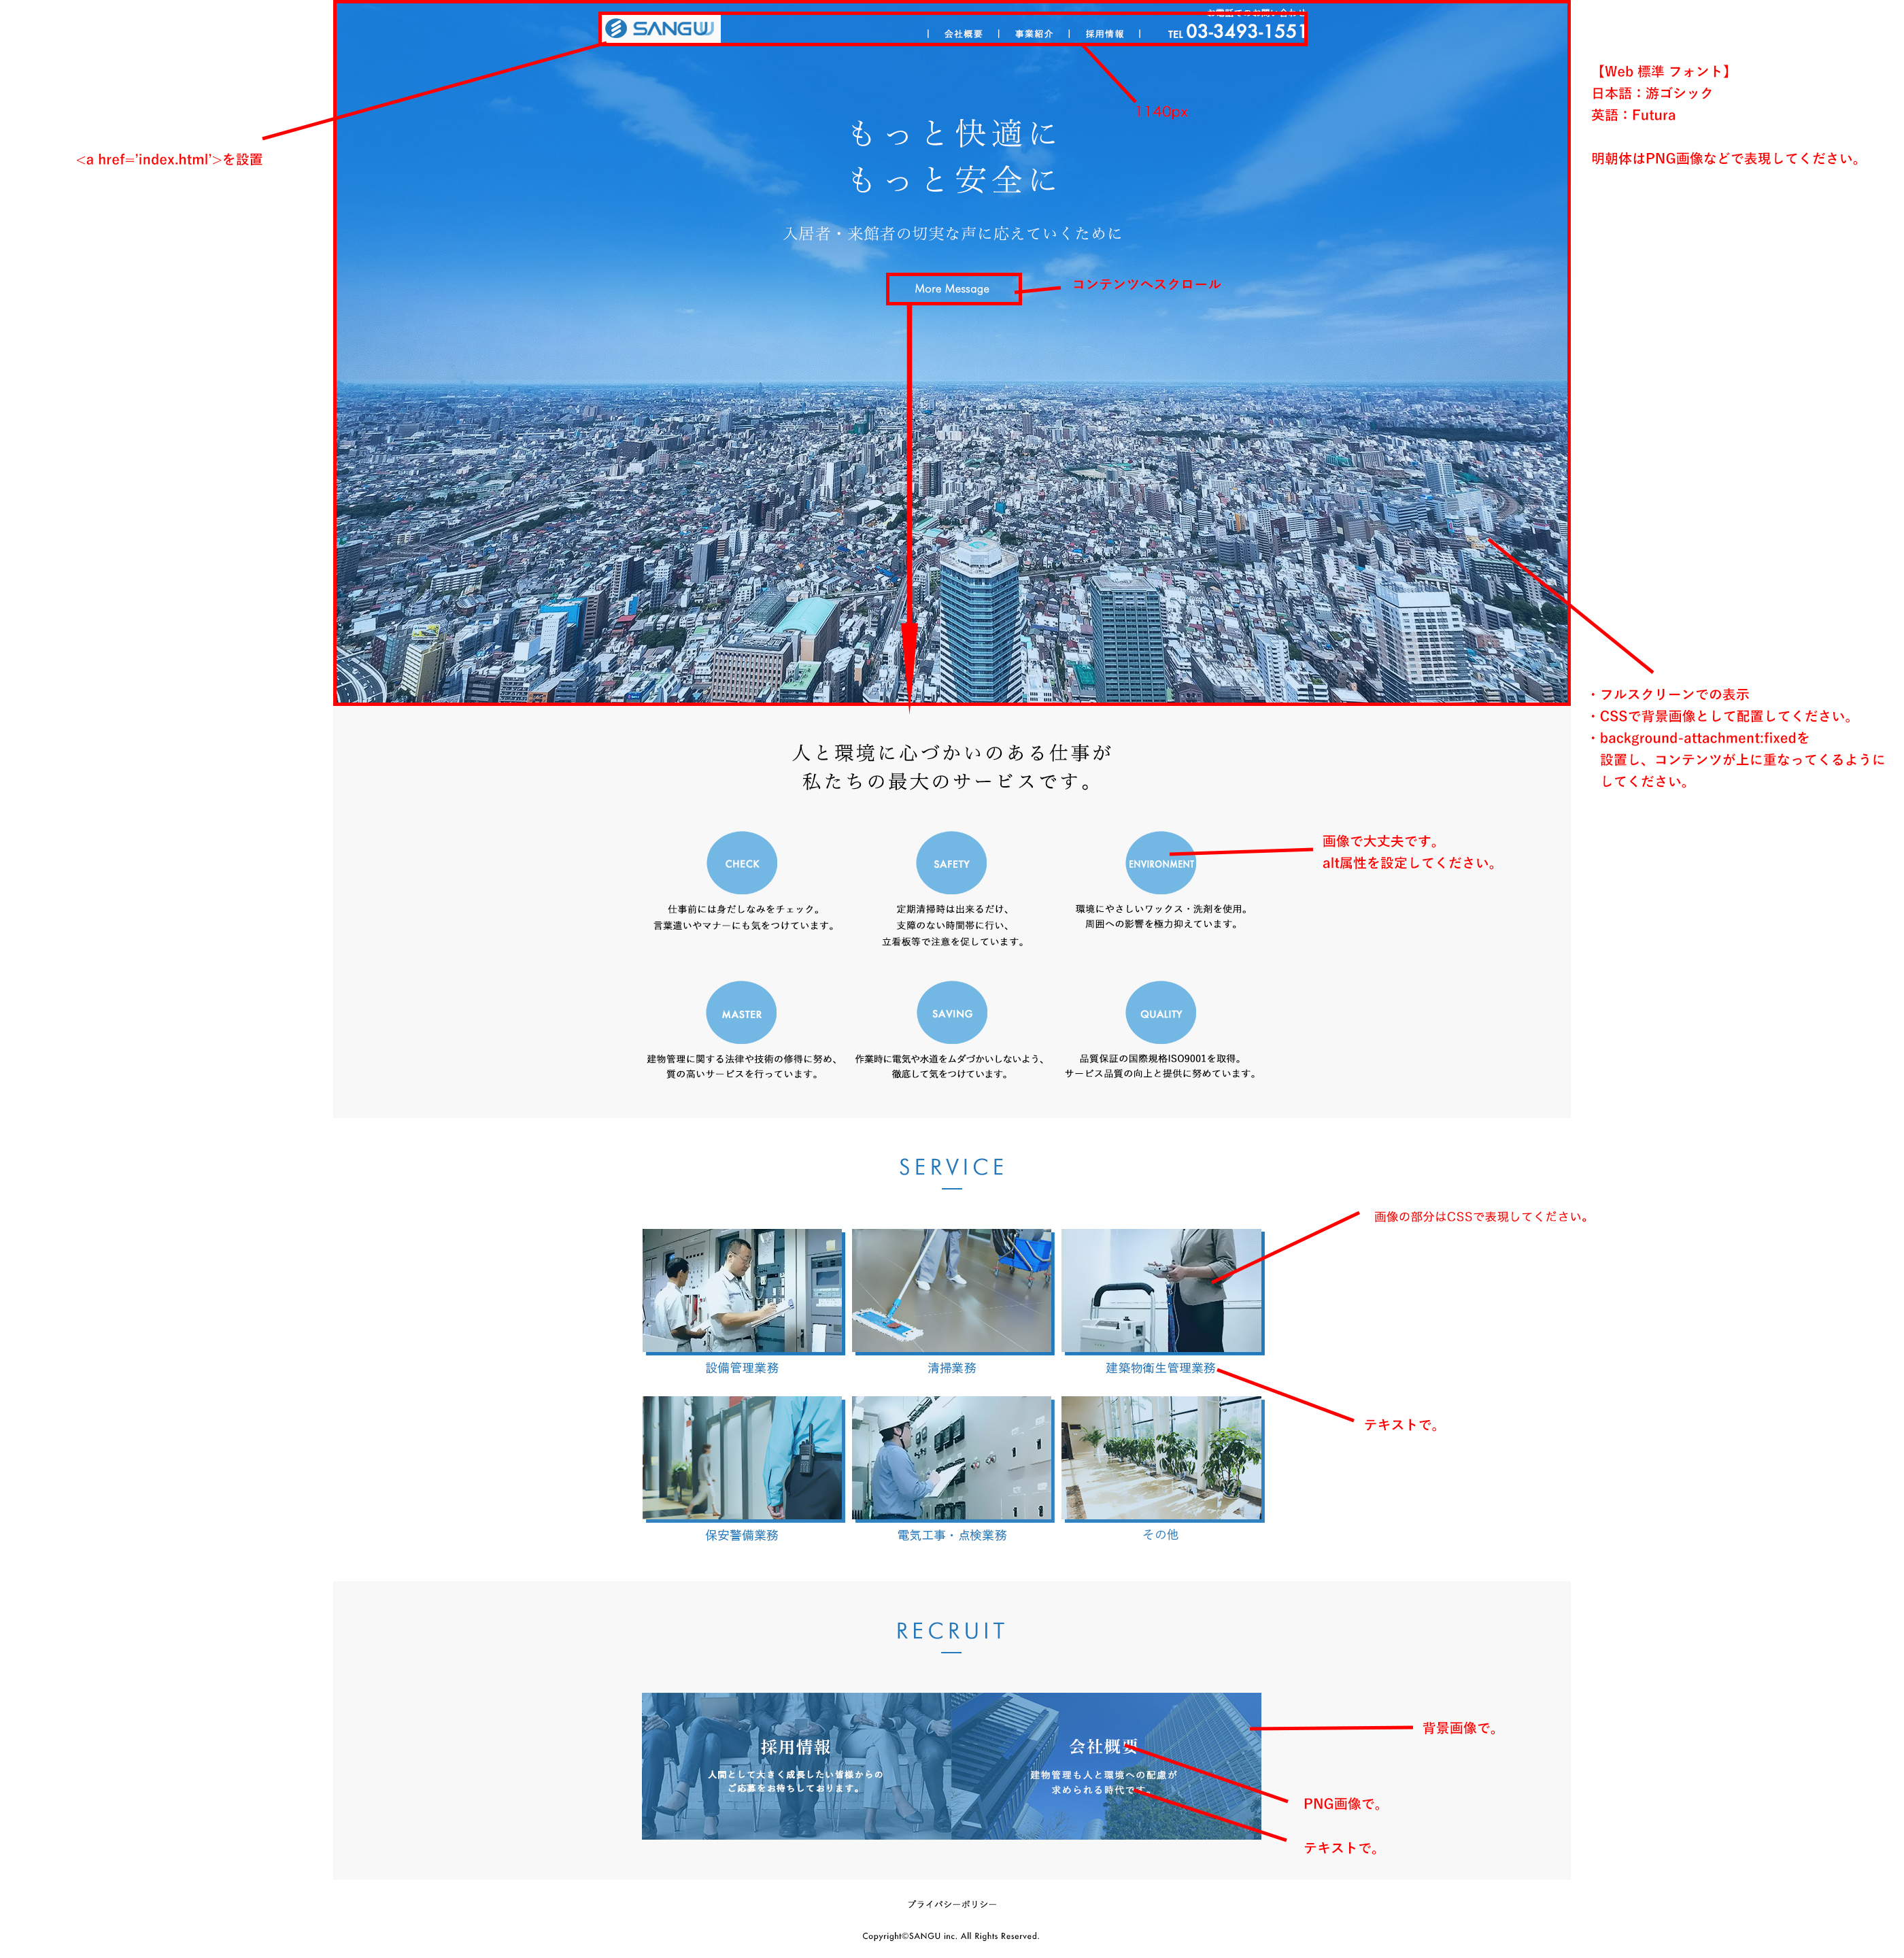 SANGU
お電話でのお問い合わせ
会社概要
事業紹介
採用情報
TEL 03-3493-1551
【Web 標準 フォント】
日本語：游ゴシック
英語：Futura
明朝体はPNG画像などで表現してください。
1140px
<a href='index.html'>を設置
もっと快適に
もっと安全に
入居者・来館者の切実な声に応えていくために
More Message
コンテンツへスクロール
・フルスクリーンでの表示
・CSSで背景画像として配置してください。
・background-attachment:fixedを
設置し、コンテンツが上に重なってくるように
してください。
人と環境に心づかいのある仕事が
私たちの最大のサービスです。
CHECK
仕事前には身だしなみをチェック。
言葉遣いやマナーにも気をつけています。
SAFETY
定期清掃時は出来るだけ、
支障のない時間帯に行い、
立看板等で注意を促しています。
ENVIRONMENT
環境にやさしいワックス・洗剤を使用。
周囲への影響を極力抑えています。
画像で大丈夫です。
alt属性を設定してください。
MASTER
建物管理に関する法律や技術の修得に努め、
質の高いサービスを行っています。
SAVING
作業時に電気や水道をムダづかいしないよう、
徹底して気をつけています。
QUALITY
品質保証の国際規格ISO9001を取得。
サービス品質の向上と提供に努めています。
SERVICE
画像の部分はCSSで表現してください。
設備管理業務
清掃業務
建築物衛生管理業務
テキストで。
保安警備業務
電気工事・点検業務
その他
RECRUIT
採用情報
人間として大きく成長したい皆様からの
ご応募をお待ちしております。
会社概要
建物管理も人と環境への配慮が
求められる時代です。
背景画像で。
PNG画像で。
テキストで。
プライバシーポリシー
Copyright©SANGU inc. All Rights Reserved.